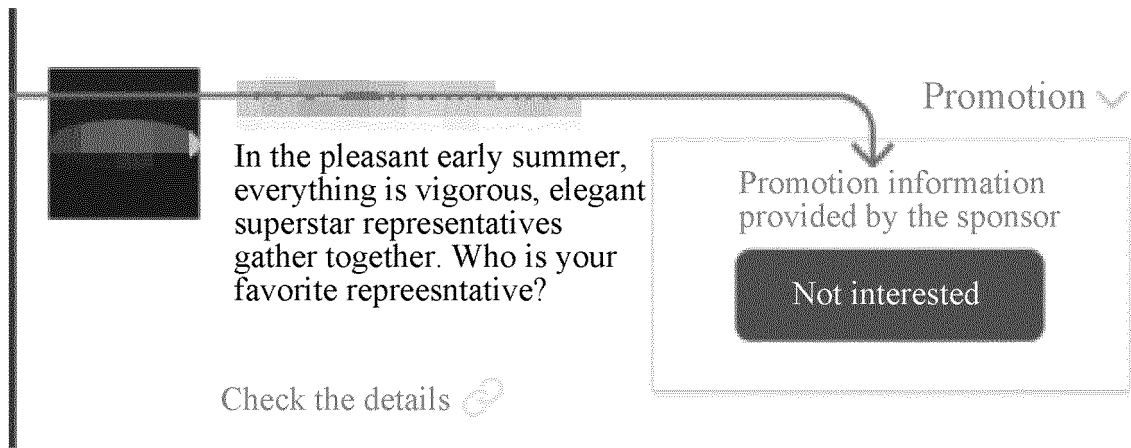 Promotion
In the pleasant early summer,
everything is vigorous, elegant
superstar representatives
gather together. Who is your
favorite repreesntative?
Promotion information
provided by the sponsor
Not interested
Check the details